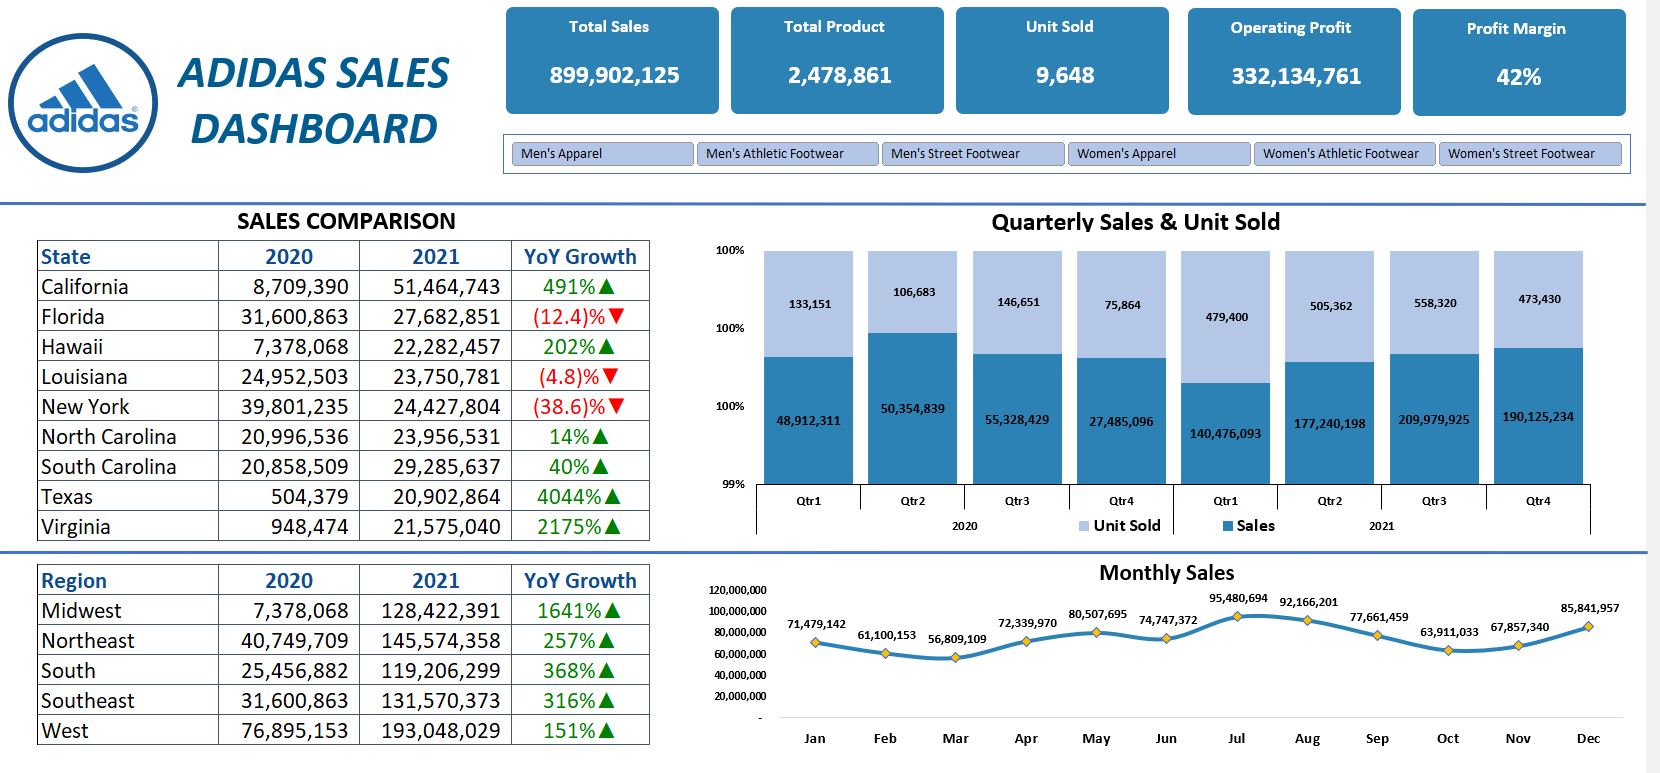 adidas®
ADIDAS SALES
DASHBOARD
Total Sales
899,902,125
Total Product
2,478,861
Unit Sold
9,648
Operating Profit
332,134,761
Profit Margin
42%
Men's Apparel Men's Athletic Footwear Men's Street Footwear Women's Apparel Women's Athletic Footwear Women's Street Footwear
SALES COMPARISON
State 2020 2021 YoY Growth
California 8,709,390 51,464,743 491%▲
Florida 31,600,863 27,682,851 (12.4)%▼
Hawaii 7,378,068 22,282,457 202%▲
Louisiana 24,952,503 23,750,781 (4.8)%▼
New York 39,801,235 24,427,804 (38.6)%▼
North Carolina 20,996,536 23,956,531 14%▲
South Carolina 20,858,509 29,285,637 40%▲
Texas 504,379 20,902,864 4044%▲
Virginia 948,474 21,575,040 2175%▲
Quarterly Sales & Unit Sold
100%
100%
100%
99%
133,151 106,683 146,651 75,864 479,400 505,362 558,320 473,430
48,912,311 50,354,839 55,328,429 27,485,096 140,476,093 177,240,198 209,979,925 190,125,234
Qtr1 Qtr2 Qtr3 Qtr4 Qtr1 Qtr2 Qtr3 Qtr4
2020 Unit Sold Sales 2021
Region 2020 2021 YoY Growth
Midwest 7,378,068 128,422,391 1641%▲
Northeast 40,749,709 145,574,358 257%▲
South 25,456,882 119,206,299 368%▲
Southeast 31,600,863 131,570,373 316%▲
West 76,895,153 193,048,029 151%▲
Monthly Sales
120,000,000
100,000,000
80,000,000
60,000,000
40,000,000
20,000,000
-
71,479,142 61,100,153 56,809,109 72,339,970 80,507,695 74,747,372 95,480,694 92,166,201 77,661,459 63,911,033 67,857,340 85,841,957
Jan Feb Mar Apr May Jun Jul Aug Sep Oct Nov Dec